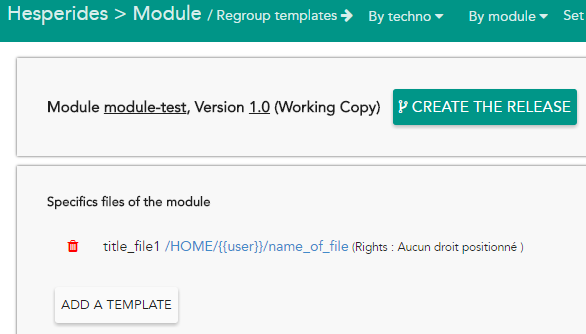 Hesperides > Module / Regroup templates → By techno By module Set
Module module-test, Version 1.0 (Working Copy) CREATE THE RELEASE
Specifics files of the module
title_file1 /HOME/{{user}}/name_of_file (Rights : Aucun droit positionné )
ADD A TEMPLATE